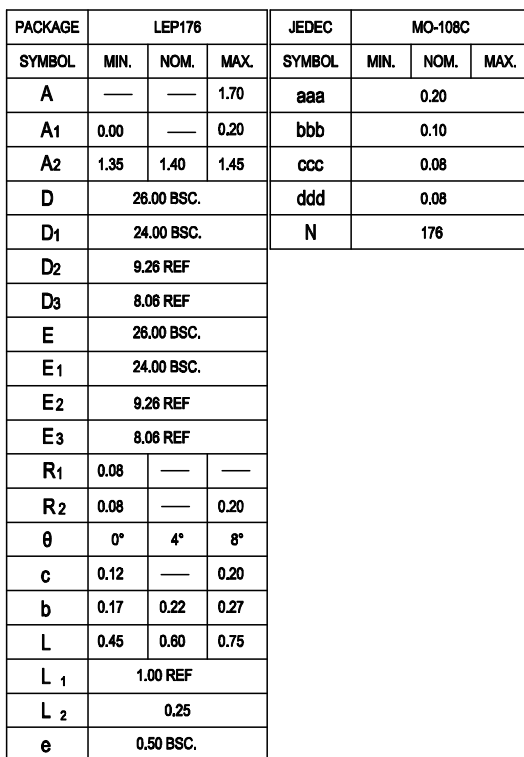 PACKAGE LEP176
SYMBOL MIN. NOM. MAX.
A — — 1.70
A1 0.00 — 0.20
A2 1.35 1.40 1.45
D 26.00 BSC.
D1 24.00 BSC.
D2 9.26 REF
D3 8.06 REF
E 26.00 BSC.
E1 24.00 BSC.
E2 9.26 REF
E3 8.06 REF
R1 0.08 — —
R2 0.08 — 0.20
θ 0° 4° 8°
c 0.12 — 0.20
b 0.17 0.22 0.27
L 0.45 0.60 0.75
L 1 1.00 REF
L 2 0.25
e 0.50 BSC.
JEDEC MO-108C
SYMBOL MIN. NOM. MAX.
aaa 0.20
bbb 0.10
ccc 0.08
ddd 0.08
N 176